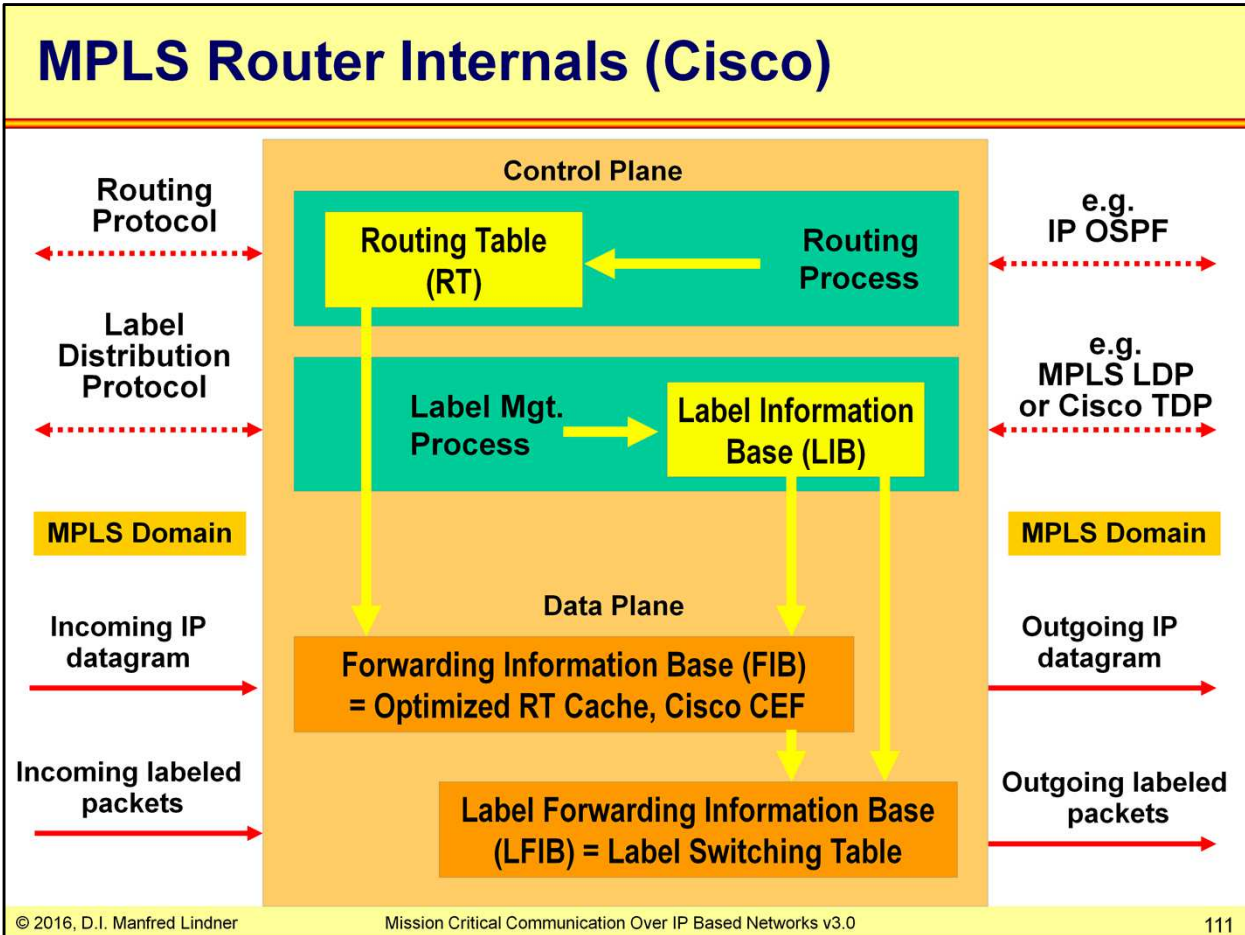 MPLS Router Internals (Cisco)
Control Plane
Routing
Protocol
Routing Table
(RT)
Routing
Process
e.g.
IP OSPF
Label
Distribution
Protocol
Label Mgt.
Process
Label Information
Base (LIB)
e.g.
MPLS LDP
or Cisco TDP
MPLS Domain
MPLS Domain
Data Plane
Incoming IP
datagram
Forwarding Information Base (FIB)
= Optimized RT Cache, Cisco CEF
Outgoing IP
datagram
Incoming labeled
packets
Label Forwarding Information Base
(LFIB) = Label Switching Table
Outgoing labeled
packets
© 2016, D.I. Manfred Lindner
Mission Critical Communication Over IP Based Networks v3.0
111